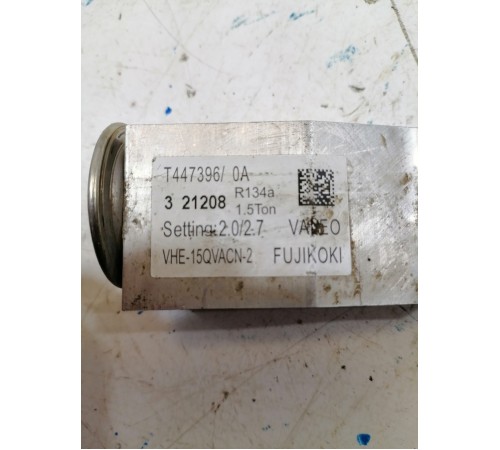 T447396/ 0A
3 21208 R134a
1.5Ton
Setting:2.0/2.7 VALEO
VHE-15QVACN-2 FUJIKOKI